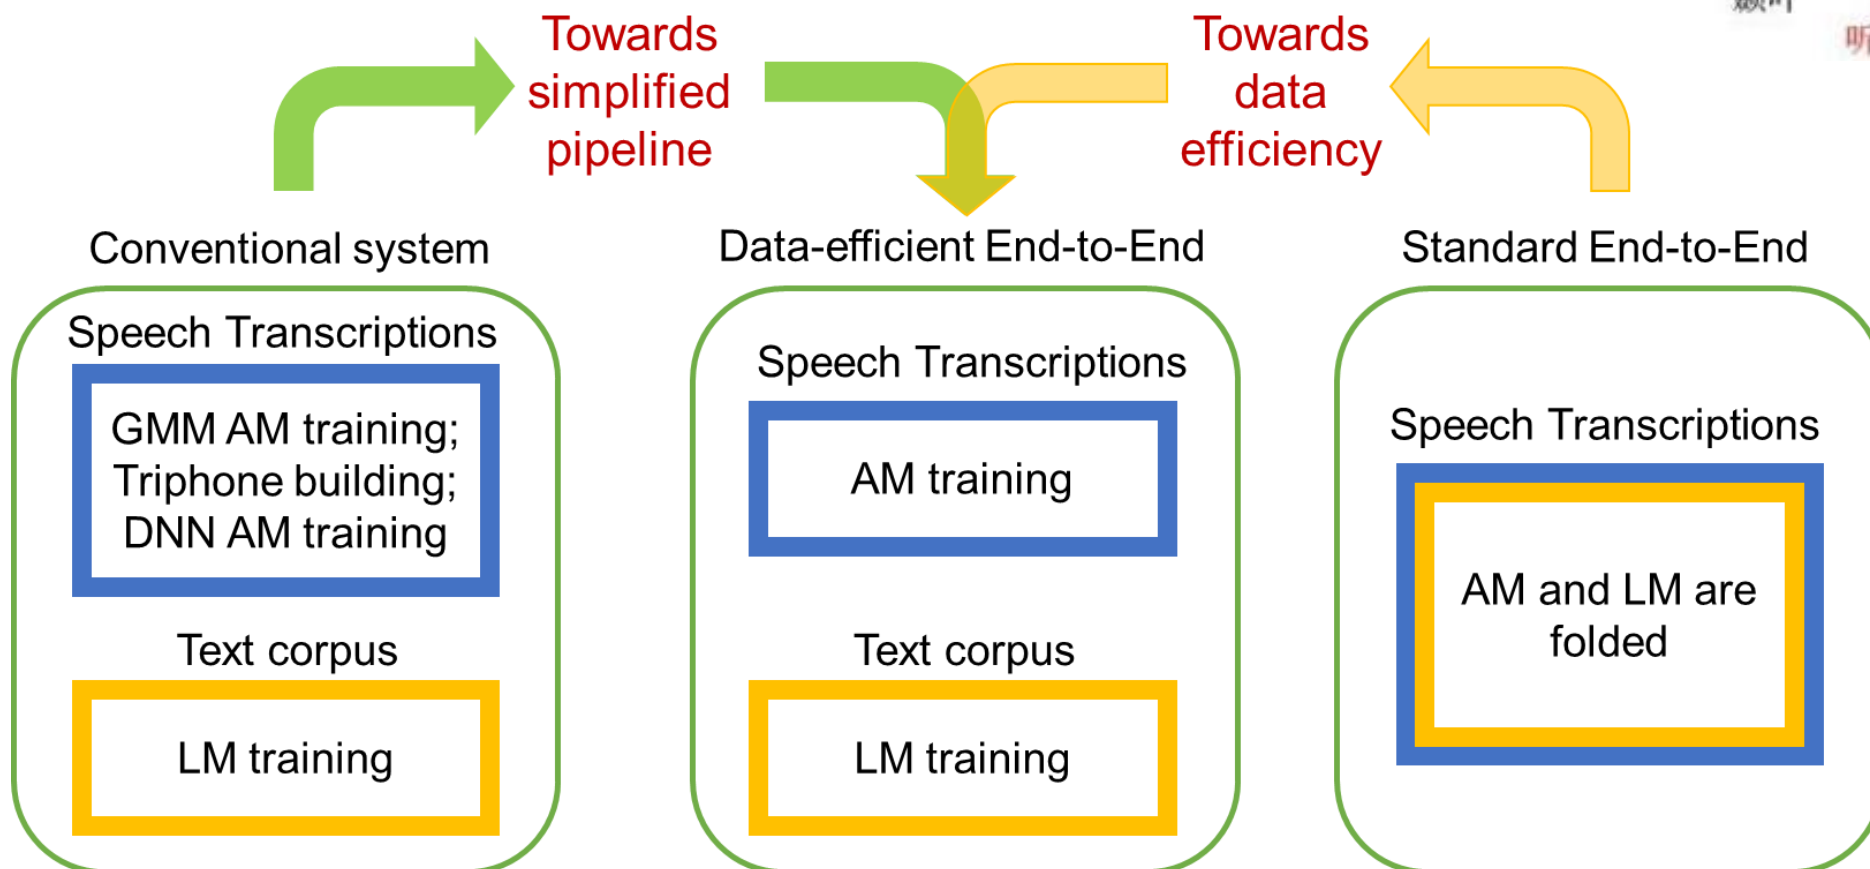 Towards
simplified
pipeline
Towards
data
efficiency
Conventional system
Speech Transcriptions
GMM AM training;
Triphone building;
DNN AM training
Text corpus
LM training
Data-efficient End-to-End
Speech Transcriptions
AM training
Text corpus
LM training
Standard End-to-End
Speech Transcriptions
AM and LM are
folded